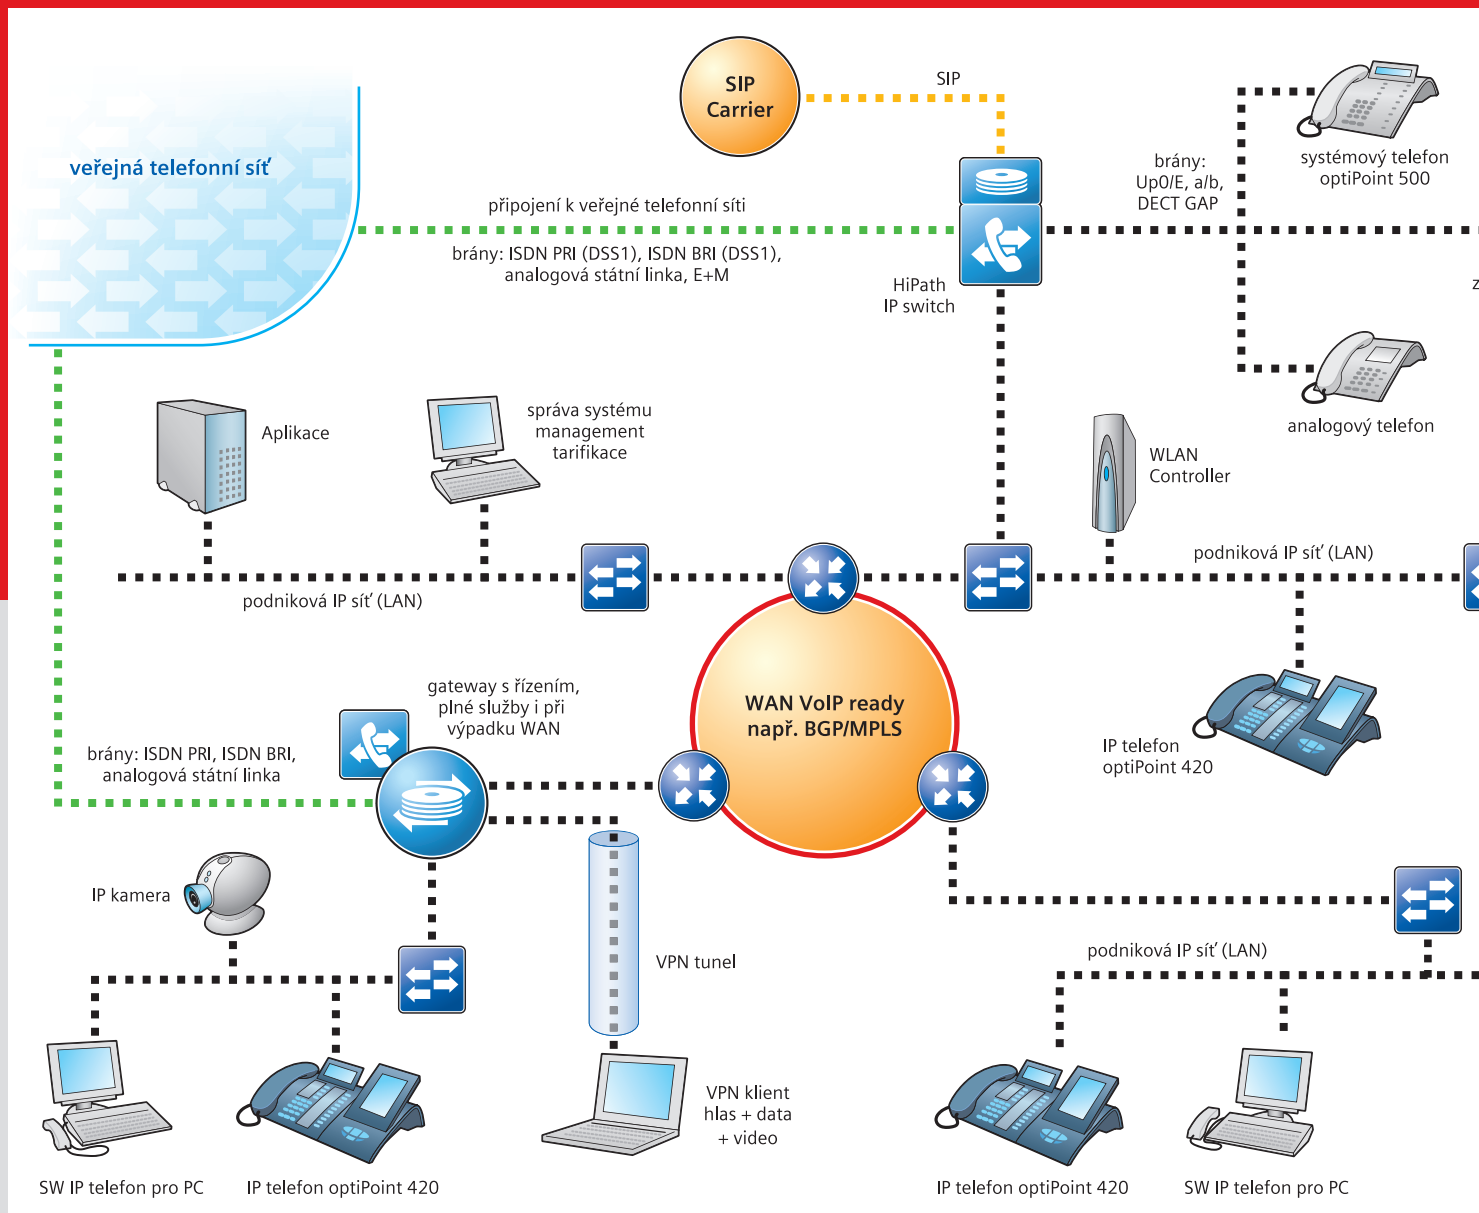 SIP
Carrier
SIP
veřejná telefonní síť
brány:
Up0/E, a/b,
DECT GAP
systémový telefon
optiPoint 500
připojení k veřejné telefonní síti
brány: ISDN PRI (DSS1), ISDN BRI (DSS1),
analogová státní linka, E+M
HiPath
IP switch
z
analogový telefon
Aplikace
správa systému
management
tarifikace
WLAN
Controller
podniková IP síť (LAN)
podniková IP síť (LAN)
gateway s řízením,
plné služby i při
výpadku WAN
WAN VoIP ready
např. BGP/MPLS
brány: ISDN PRI, ISDN BRI,
analogová státní linka
IP telefon
optiPoint 420
IP kamera
VPN tunel
podniková IP síť (LAN)
VPN klient
hlas + data
+ video
SW IP telefon pro PC
IP telefon optiPoint 420
IP telefon optiPoint 420
SW IP telefon pro PC